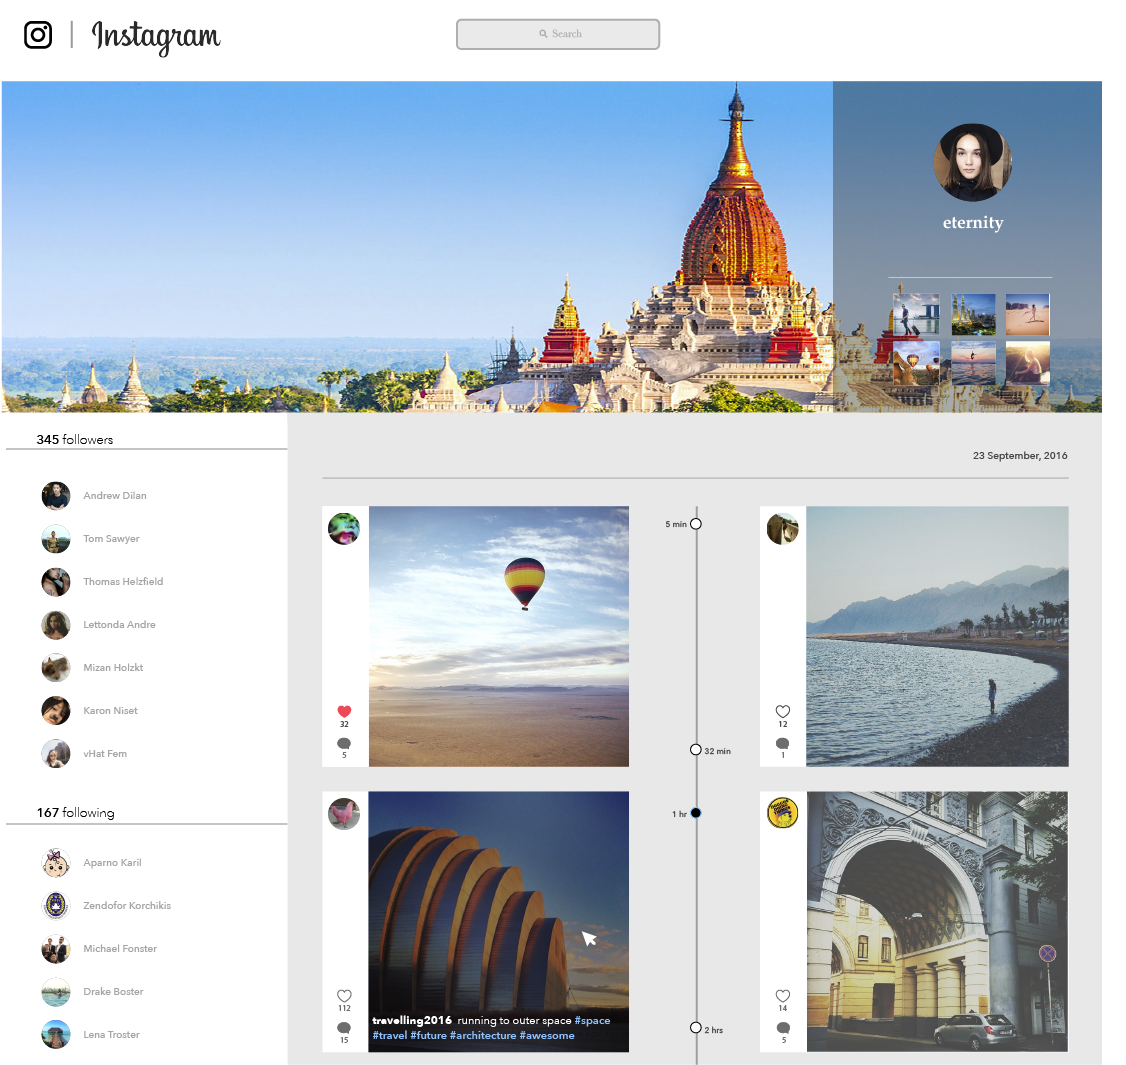 Instagram
Search
eternity
345 followers
Andrew Dilan
Tom Sawyer
Thomas Helzfield
Lettonda Andre
Mizan Holzkt
Karon Niset
vHat Fem
167 following
Aparno Karil
Zendofor Korchikis
Michael Fonster
Drake Boster
Lena Troster
23 September, 2016
5 min
32
5
12
1
32 min
1 hr
112
15
travelling2016 running to outer space #space
#travel #future #architecture #awesome
14
5
2 hrs